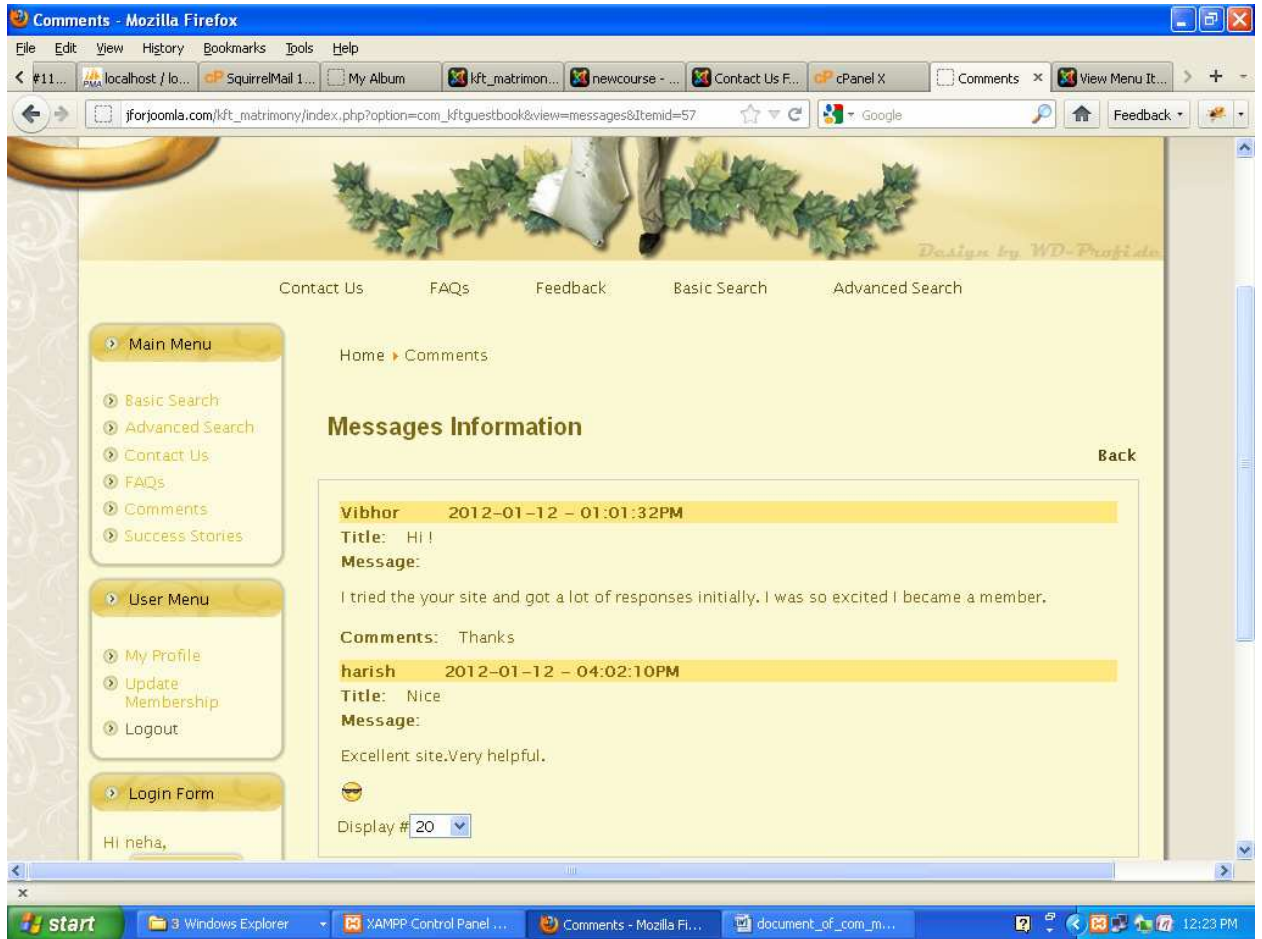 Comments - Mozilla Firefox
File Edit View History Bookmarks Tools Help
#11... localhost / lo... SquirrelMail 1... My Album kft_matrimon... newcourse - ... Contact Us F... cPanel X Comments View Menu It...
jforjoomla.com/kft_matrimony/index.php?option=com_kftguestbook&view=messages&Itemid=57 Google Feedback
Design by WD-Profi.de
Contact Us FAQs Feedback Basic Search Advanced Search
Main Menu
Basic Search
Advanced Search
Contact Us
FAQs
Comments
Success Stories
User Menu
My Profile
Update
Membership
Logout
Login Form
Hi neha,
Home Comments
Messages Information
Back
Vibhor 2012-01-12 - 01:01:32PM
Title: Hi !
Message:
I tried the your site and got a lot of responses initially. I was so excited I became a member.
Comments: Thanks
harish 2012-01-12 - 04:02:10PM
Title: Nice
Message:
Excellent site.Very helpful.
Display # 20
start 3 Windows Explorer XAMPP Control Panel ... Comments - Mozilla Fi... document_of_com_m... 12:23 PM